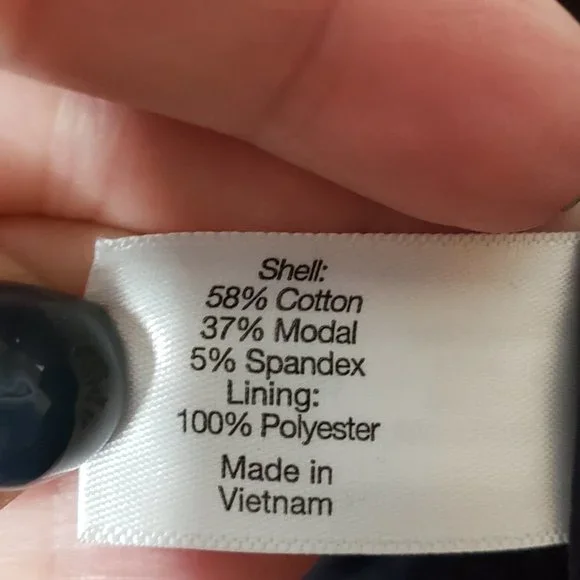 Shell:
58% Cotton
37% Modal
5% Spandex
Lining:
100% Polyester
Made in
Vietnam